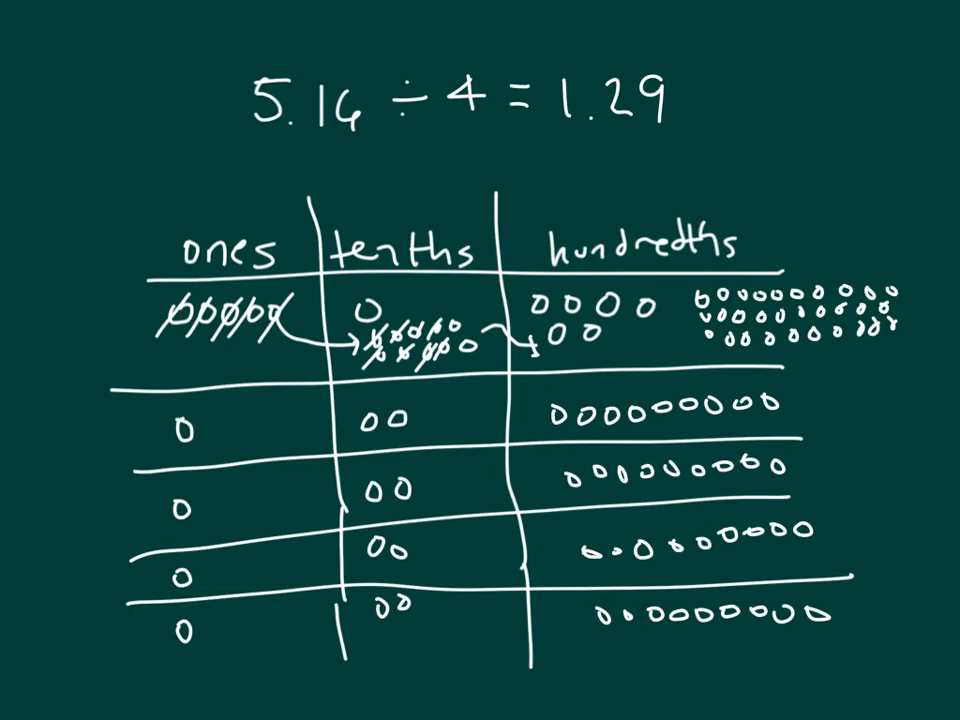 5.16 ÷ 4 = 1.29
ones tenths hundredths